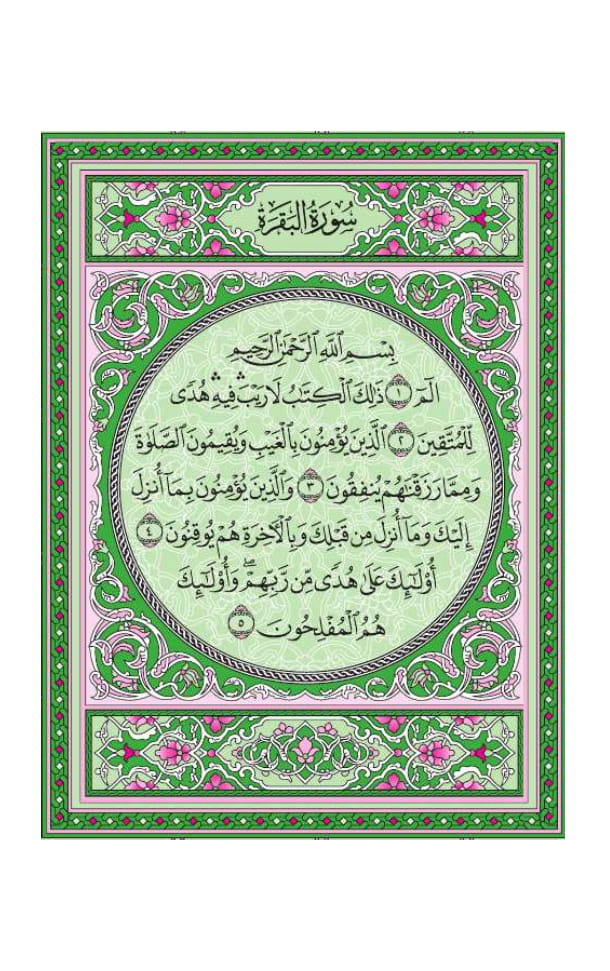 سُورَةُ البَقَرَةِ
بِسْمِ ٱللَّهِ ٱلرَّحْمَٰنِ ٱلرَّحِيمِ
الٓمٓ ١ ذَٰلِكَ ٱلْكِتَٰبُ لَا رَيْبَ ۛ فِيهِ ۛ هُدًى
لِّلْمُتَّقِينَ ٢ ٱلَّذِينَ يُؤْمِنُونَ بِٱلْغَيْبِ وَيُقِيمُونَ ٱلصَّلَوٰةَ
وَمِمَّا رَزَقْنَٰهُمْ يُنفِقُونَ ٣ وَٱلَّذِينَ يُؤْمِنُونَ بِمَآ أُنزِلَ
إِلَيْكَ وَمَآ أُنزِلَ مِن قَبْلِكَ وَبِٱلْءَاخِرَةِ هُمْ يُوقِنُونَ ٤
أُو۟لَٰٓئِكَ عَلَىٰ هُدًى مِّن رَّبِّهِمْ ۖ وَأُو۟لَٰٓئِكَ
هُمُ ٱلْمُفْلِحُونَ ٥